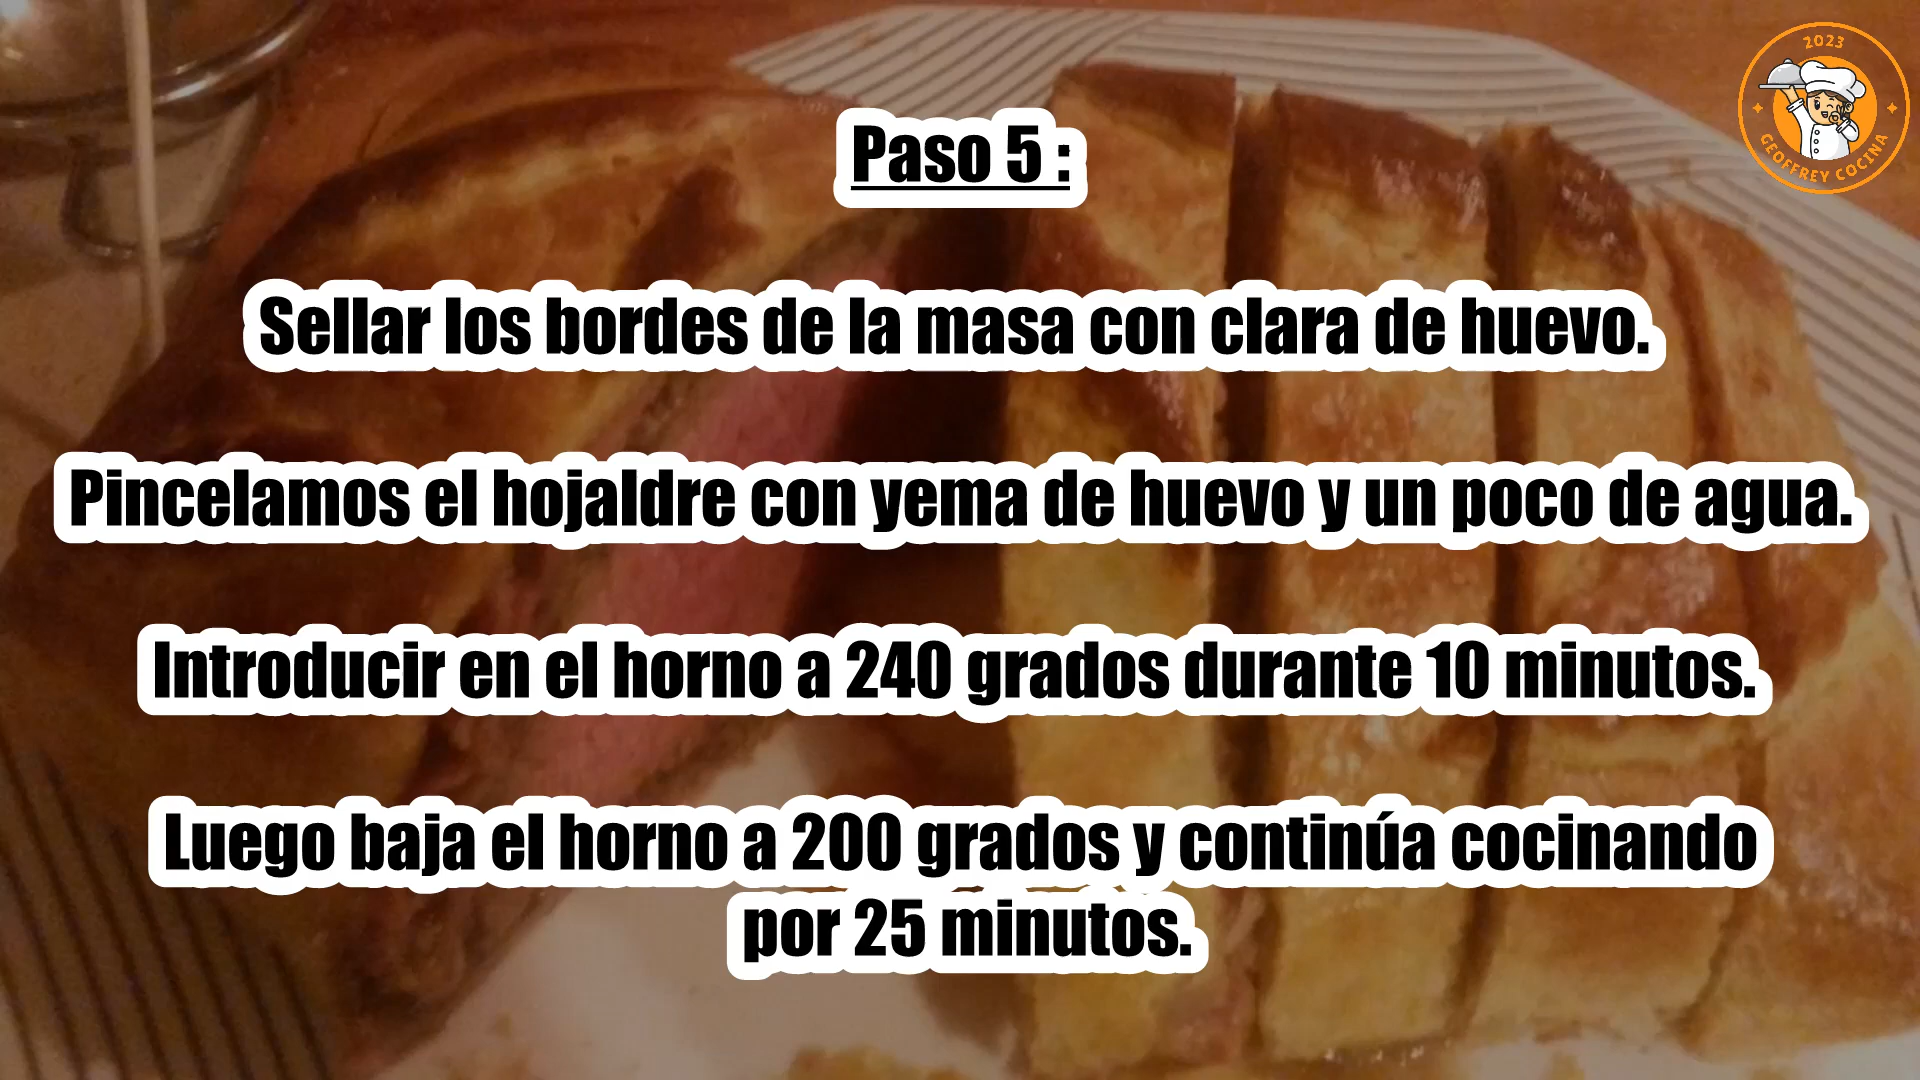 2023
GEOFFREY COCINA
Paso 5 :
Sellar los bordes de la masa con clara de huevo.
Pincelamos el hojaldre con yema de huevo y un poco de agua.
Introducir en el horno a 240 grados durante 10 minutos.
Luego baja el horno a 200 grados y continúa cocinando
por 25 minutos.